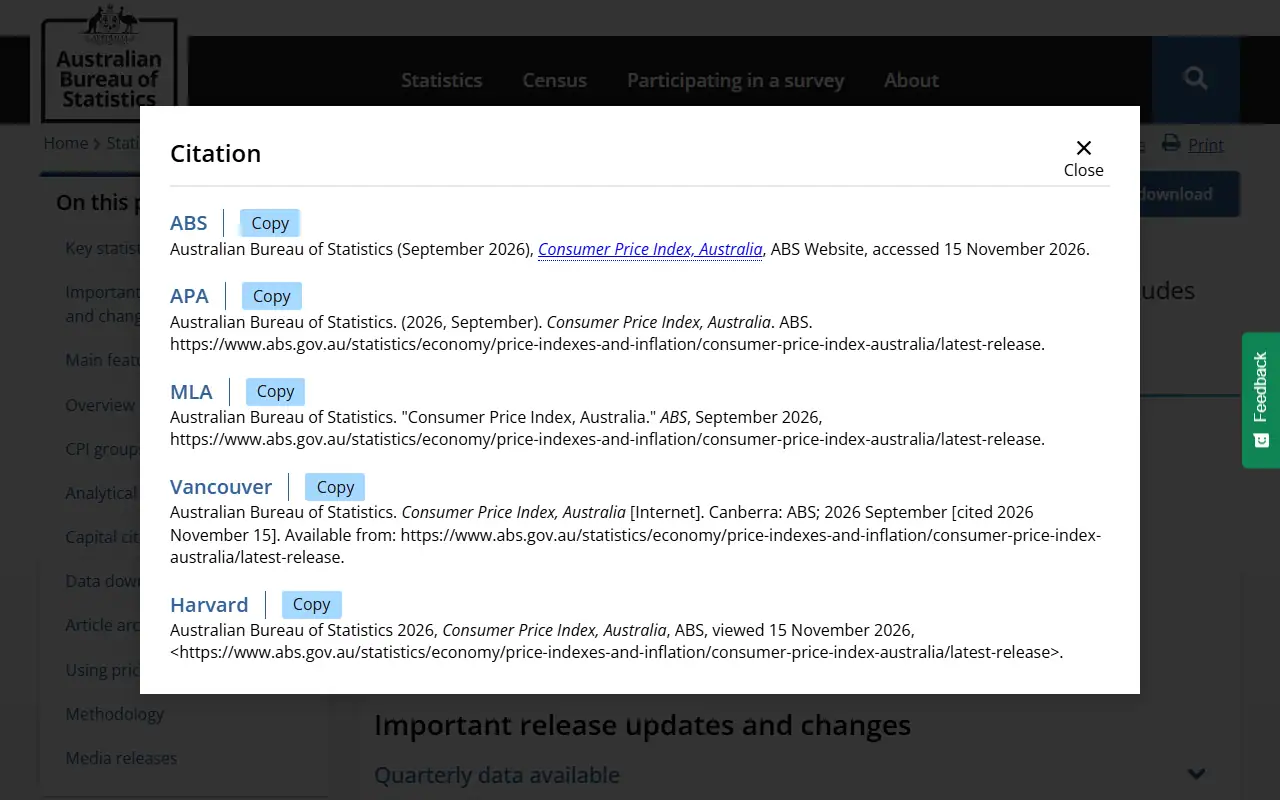 Australian
Bureau of
Statistics
Statistics Census Participating in a survey About
Home Stati
Print
On this p
download
Key statist
Important
and chang
udes
Main featu
Overview
CPI group
Analytical
Capital cit
Data dow
Article arc
Using pric
Methodology
Media releases
Citation
Close
ABS Copy
Australian Bureau of Statistics (September 2026), Consumer Price Index, Australia, ABS Website, accessed 15 November 2026.
APA Copy
Australian Bureau of Statistics. (2026, September). Consumer Price Index, Australia. ABS.
https://www.abs.gov.au/statistics/economy/price-indexes-and-inflation/consumer-price-index-australia/latest-release.
MLA Copy
Australian Bureau of Statistics. "Consumer Price Index, Australia." ABS, September 2026,
https://www.abs.gov.au/statistics/economy/price-indexes-and-inflation/consumer-price-index-australia/latest-release.
Vancouver Copy
Australian Bureau of Statistics. Consumer Price Index, Australia [Internet]. Canberra: ABS; 2026 September [cited 2026
November 15]. Available from: https://www.abs.gov.au/statistics/economy/price-indexes-and-inflation/consumer-price-index-
australia/latest-release.
Harvard Copy
Australian Bureau of Statistics 2026, Consumer Price Index, Australia, ABS, viewed 15 November 2026,
<https://www.abs.gov.au/statistics/economy/price-indexes-and-inflation/consumer-price-index-australia/latest-release>.
Important release updates and changes
Quarterly data available
Feedback